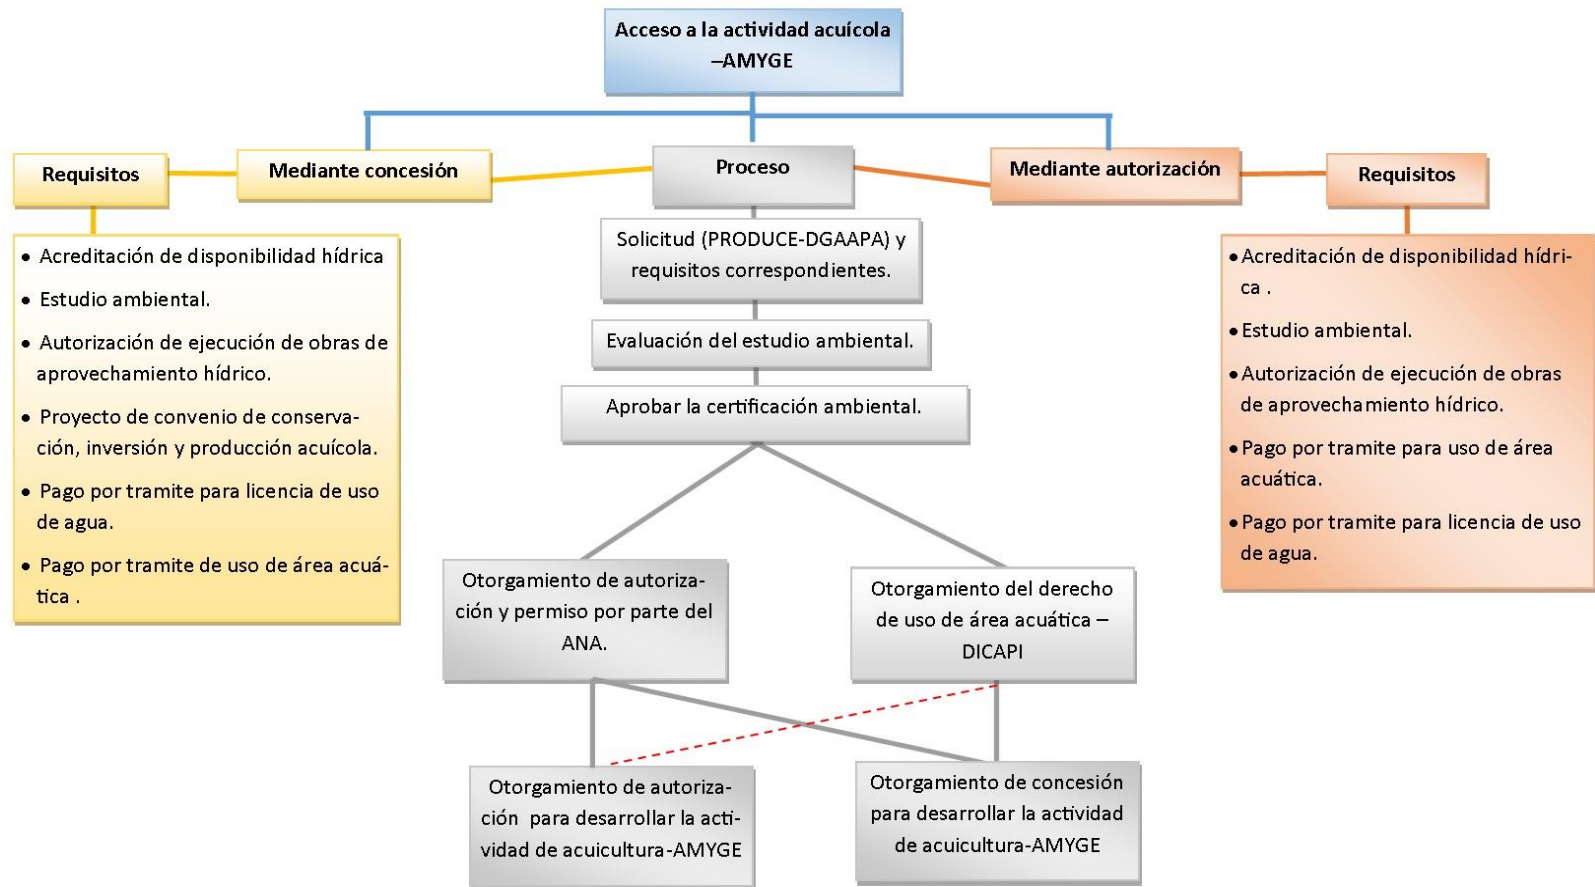 Acceso a la actividad acuícola
–AMYGE
Requisitos
Mediante concesión
Proceso
Mediante autorización
Requisitos
• Acreditación de disponibilidad hídrica
• Estudio ambiental.
• Autorización de ejecución de obras de
aprovechamiento hídrico.
• Proyecto de convenio de conserva-
ción, inversión y producción acuícola.
• Pago por tramite para licencia de uso
de agua.
• Pago por tramite de uso de área acuá-
tica .
Solicitud (PRODUCE-DGAAPA) y
requisitos correspondientes.
Evaluación del estudio ambiental.
Aprobar la certificación ambiental.
Otorgamiento de autoriza-
ción y permiso por parte del
ANA.
Otorgamiento del derecho
de uso de área acuática –
DICAPI
Otorgamiento de autoriza-
ción para desarrollar la acti-
vidad de acuicultura-AMYGE
Otorgamiento de concesión
para desarrollar la actividad
de acuicultura-AMYGE
• Acreditación de disponibilidad hídri-
ca .
• Estudio ambiental.
• Autorización de ejecución de obras
de aprovechamiento hídrico.
• Pago por tramite para uso de área
acuática.
• Pago por tramite para licencia de uso
de agua.